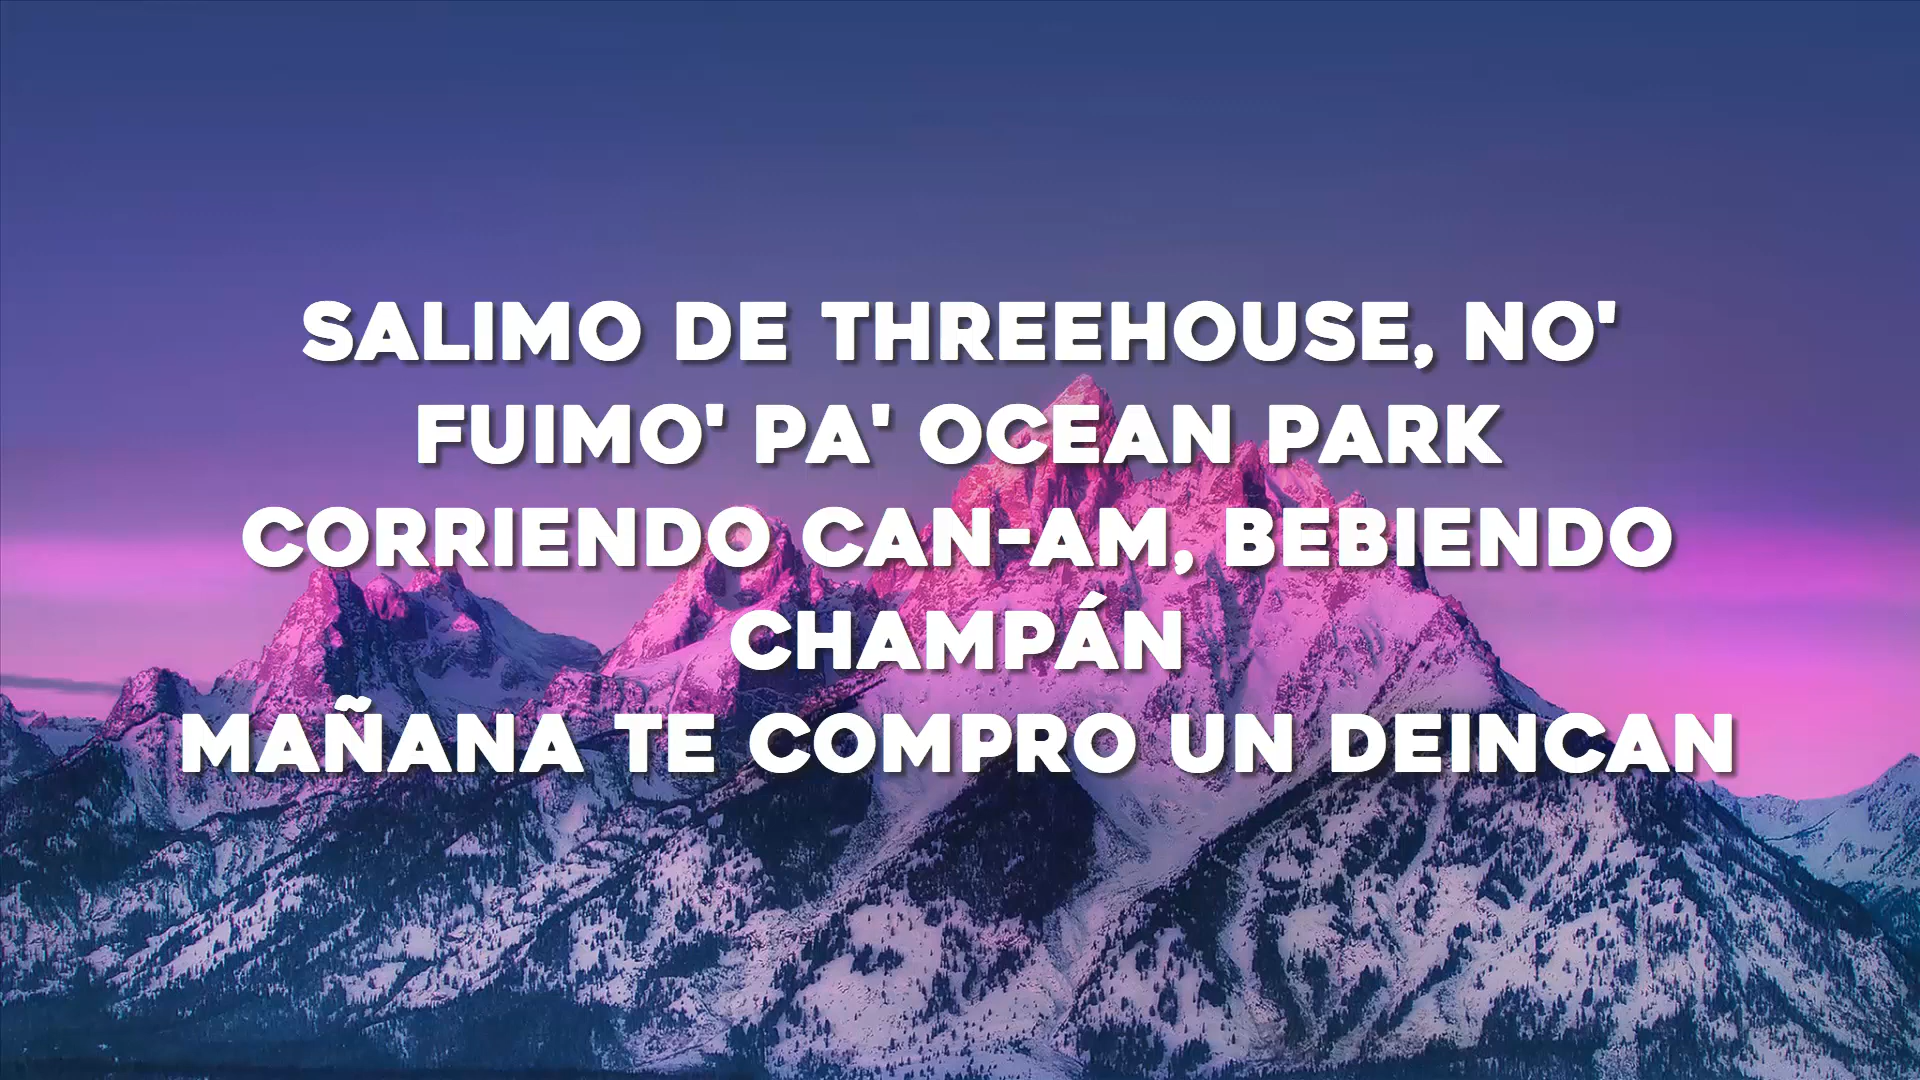 SALIMO DE THREEHOUSE, NO'
FUIMO' PA' OCEAN PARK
CORRIENDO CAN-AM, BEBIENDO
CHAMPÁN
MAÑANA TE COMPRO UN DEINCAN